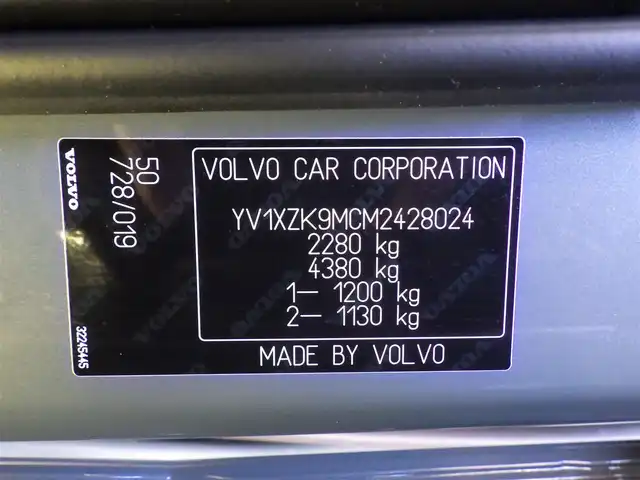 VOLVO
50
728/019
32245445
VOLVO CAR CORPORATION
YV1XZK9MCM2428024
2280 kg
4380 kg
1— 1200 kg
2— 1130 kg
MADE BY VOLVO